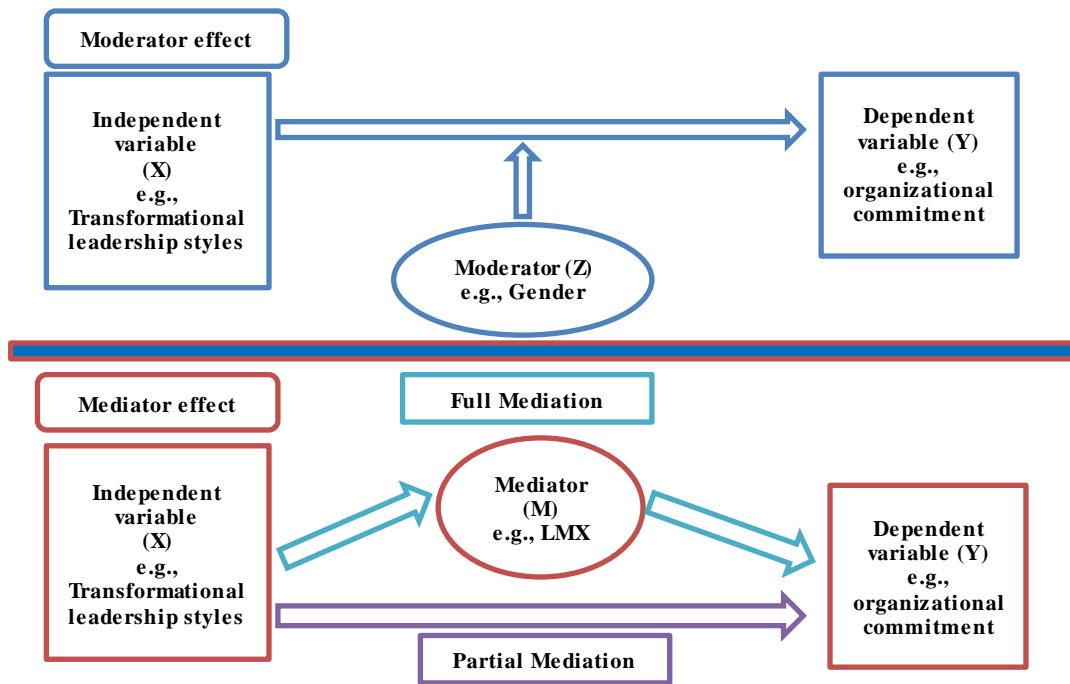 Moderator effect
Independent
variable
(X)
e.g.,
Transformational
leadership styles
Dependent
variable (Y)
e.g.,
organizational
commitment
Moderator (Z)
e.g., Gender
Mediator effect
Full Mediation
Independent
variable
(X)
e.g.,
Transformational
leadership styles
Mediator
(M)
e.g., LMX
Dependent
variable (Y)
e.g.,
organizational
commitment
Partial Mediation